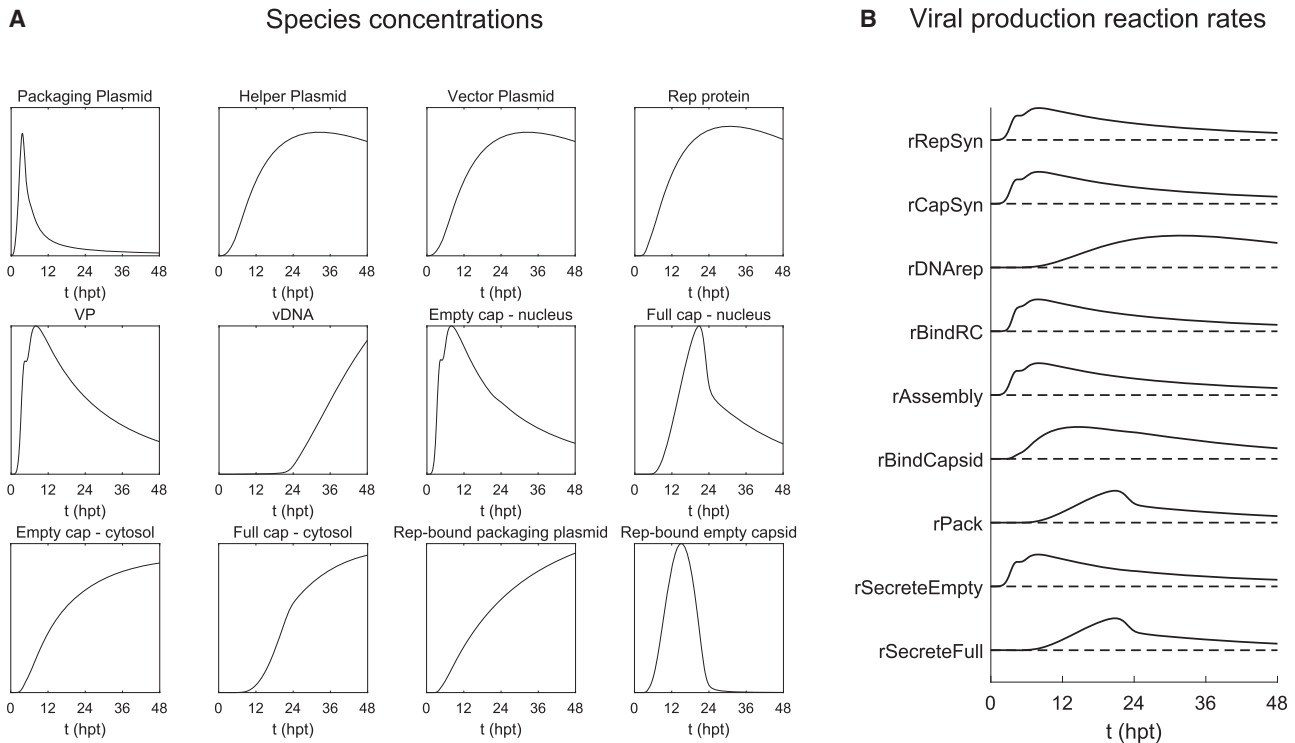 A Species concentrations
B Viral production reaction rates
Packaging Plasmid Helper Plasmid Vector Plasmid Rep protein
0 12 24 36 48 0 12 24 36 48 0 12 24 36 48 0 12 24 36 48
t (hpt) t (hpt) t (hpt) t (hpt)
VP vDNA Empty cap - nucleus Full cap - nucleus
0 12 24 36 48 0 12 24 36 48 0 12 24 36 48 0 12 24 36 48
t (hpt) t (hpt) t (hpt) t (hpt)
Empty cap - cytosol Full cap - cytosol Rep-bound packaging plasmid Rep-bound empty capsid
0 12 24 36 48 0 12 24 36 48 0 12 24 36 48 0 12 24 36 48
t (hpt) t (hpt) t (hpt) t (hpt)
rRepSyn
rCapSyn
rDNArep
rBindRC
rAssembly
rBindCapsid
rPack
rSecreteEmpty
rSecreteFull
0 12 24 36 48
t (hpt)